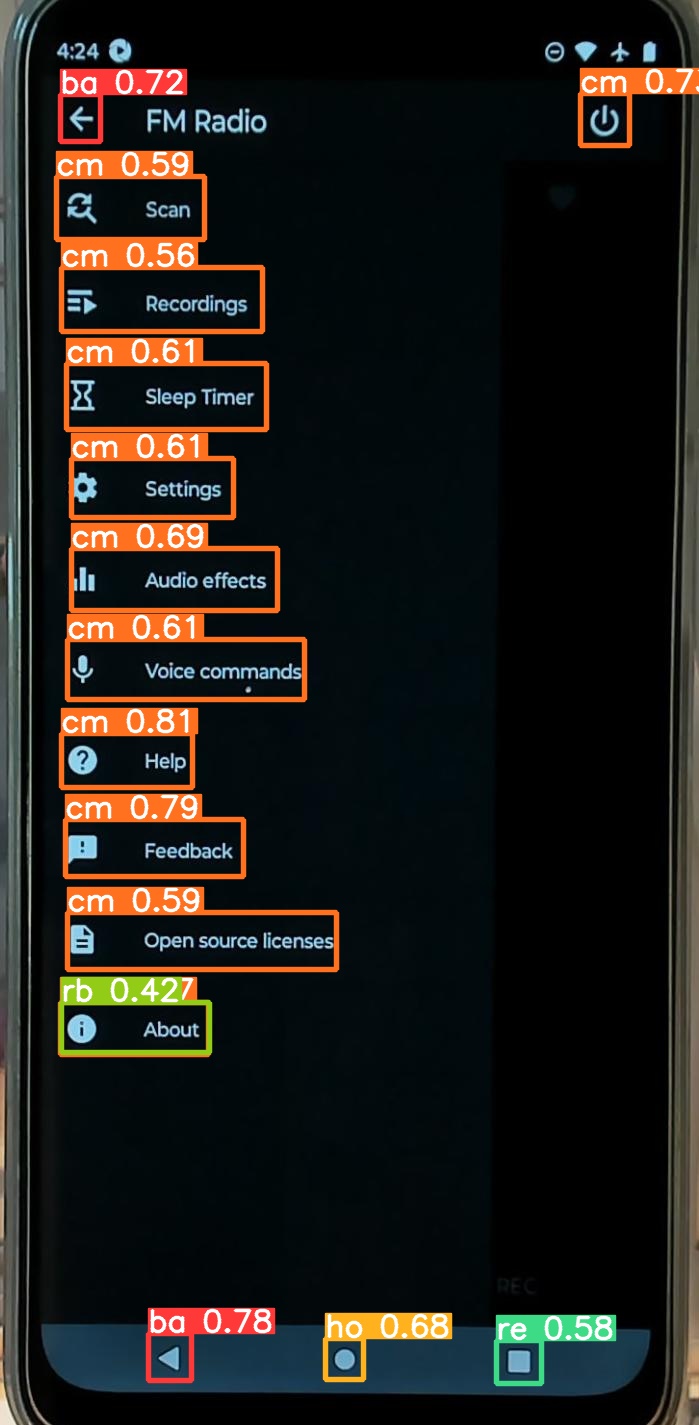 4:24
ba 0.72
cm 0.73
FM Radio
cm 0.59
Scan
cm 0.56
Recordings
cm 0.61
Sleep Timer
cm 0.61
Settings
cm 0.69
Audio effects
cm 0.61
Voice commands
cm 0.81
Help
cm 0.79
Feedback
cm 0.59
Open source licenses
rb 0.42
About
REC
ba 0.78
ho 0.68
re 0.58